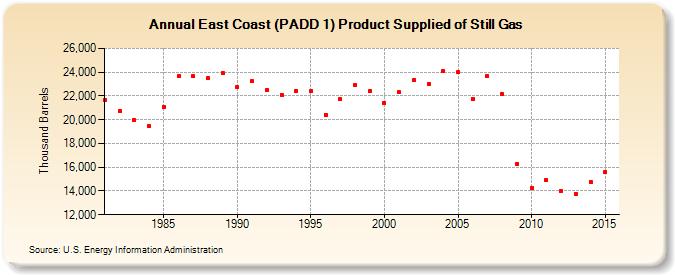 Annual East Coast (PADD 1) Product Supplied of Still Gas
Thousand Barrels
26,000
24,000
22,000
20,000
18,000
16,000
14,000
12,000
1985 1990 1995 2000 2005 2010 2015
Source: U.S. Energy Information Administration